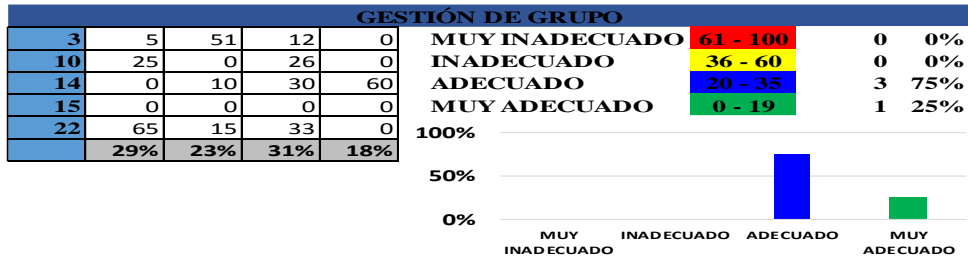 GESTIÓN DE GRUPO
3 5 51 12 0
10 25 0 26 0
14 0 10 30 60
15 0 0 0 0
22 65 15 33 0
29% 23% 31% 18%
MUY INADECUADO 61 - 100 0 0%
INADECUADO 36 - 60 0 0%
ADECUADO 20 - 35 3 75%
MUY ADECUADO 0 - 19 1 25%
100%
50%
0%
MUY INADECUADO INADECUADO ADECUADO MUY ADECUADO